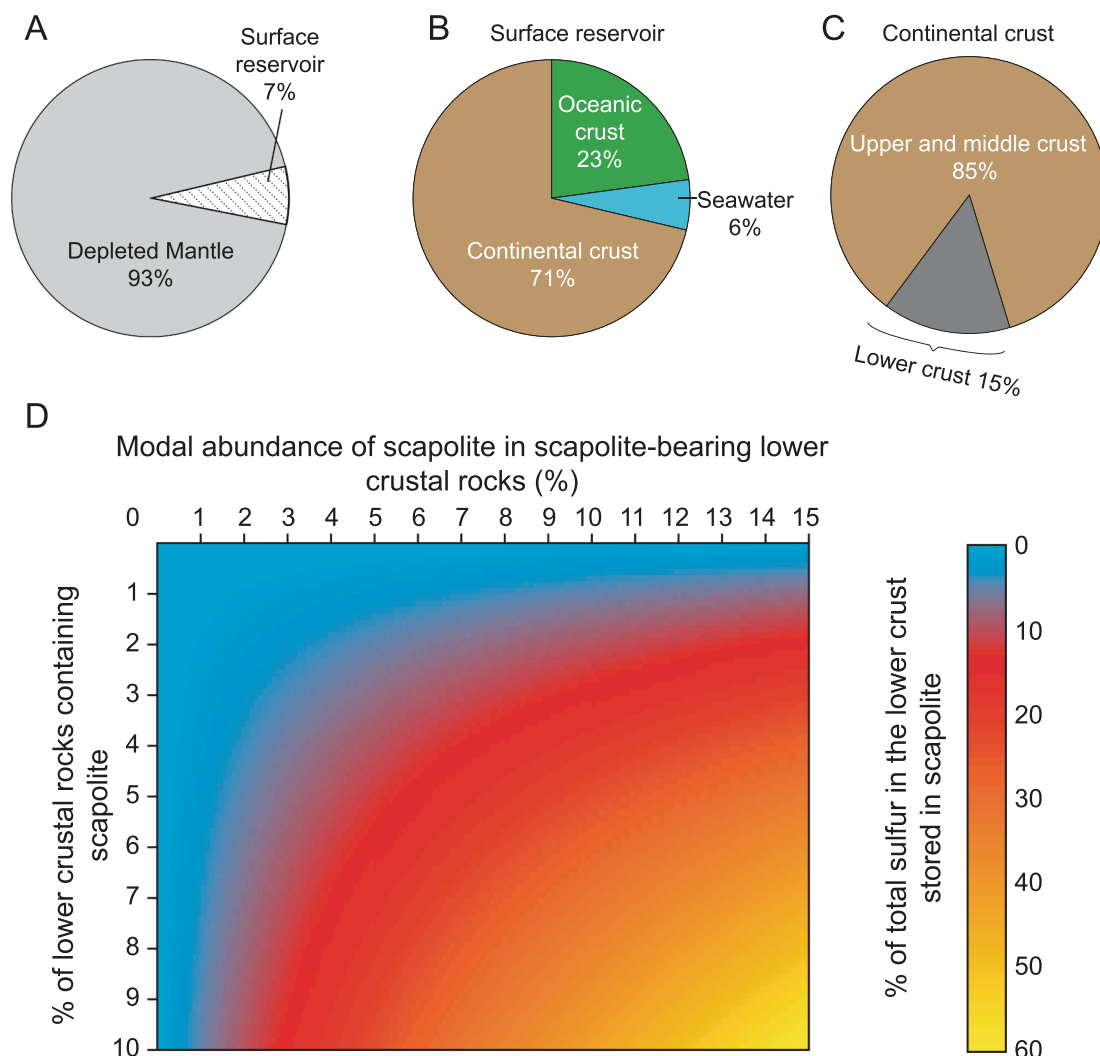 A
Surface
reservoir
7%
Depleted Mantle
93%
B
Surface reservoir
Oceanic
crust
23%
Seawater
6%
Continental crust
71%
C
Continental crust
Upper and middle crust
85%
Lower crust 15%
D
Modal abundance of scapolite in scapolite-bearing lower
crustal rocks (%)
0 1 2 3 4 5 6 7 8 9 10 11 12 13 14 15
% of lower crustal rocks containing
scapolite
1
2
3
4
5
6
7
8
9
10
% of total sulfur in the lower crust
stored in scapolite
0
10
20
30
40
50
60